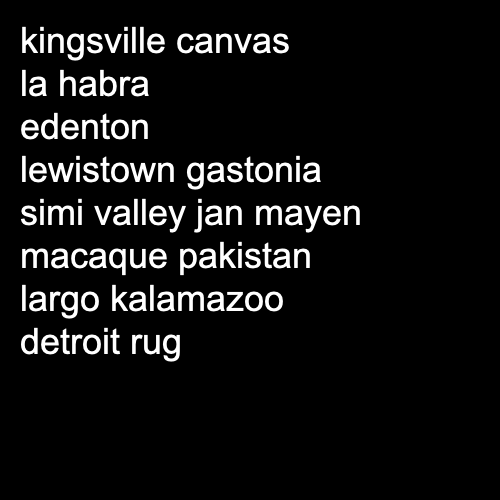 kingsville canvas
la habra
edenton
lewistown gastonia
simi valley jan mayen
macaque pakistan
largo kalamazoo
detroit rug